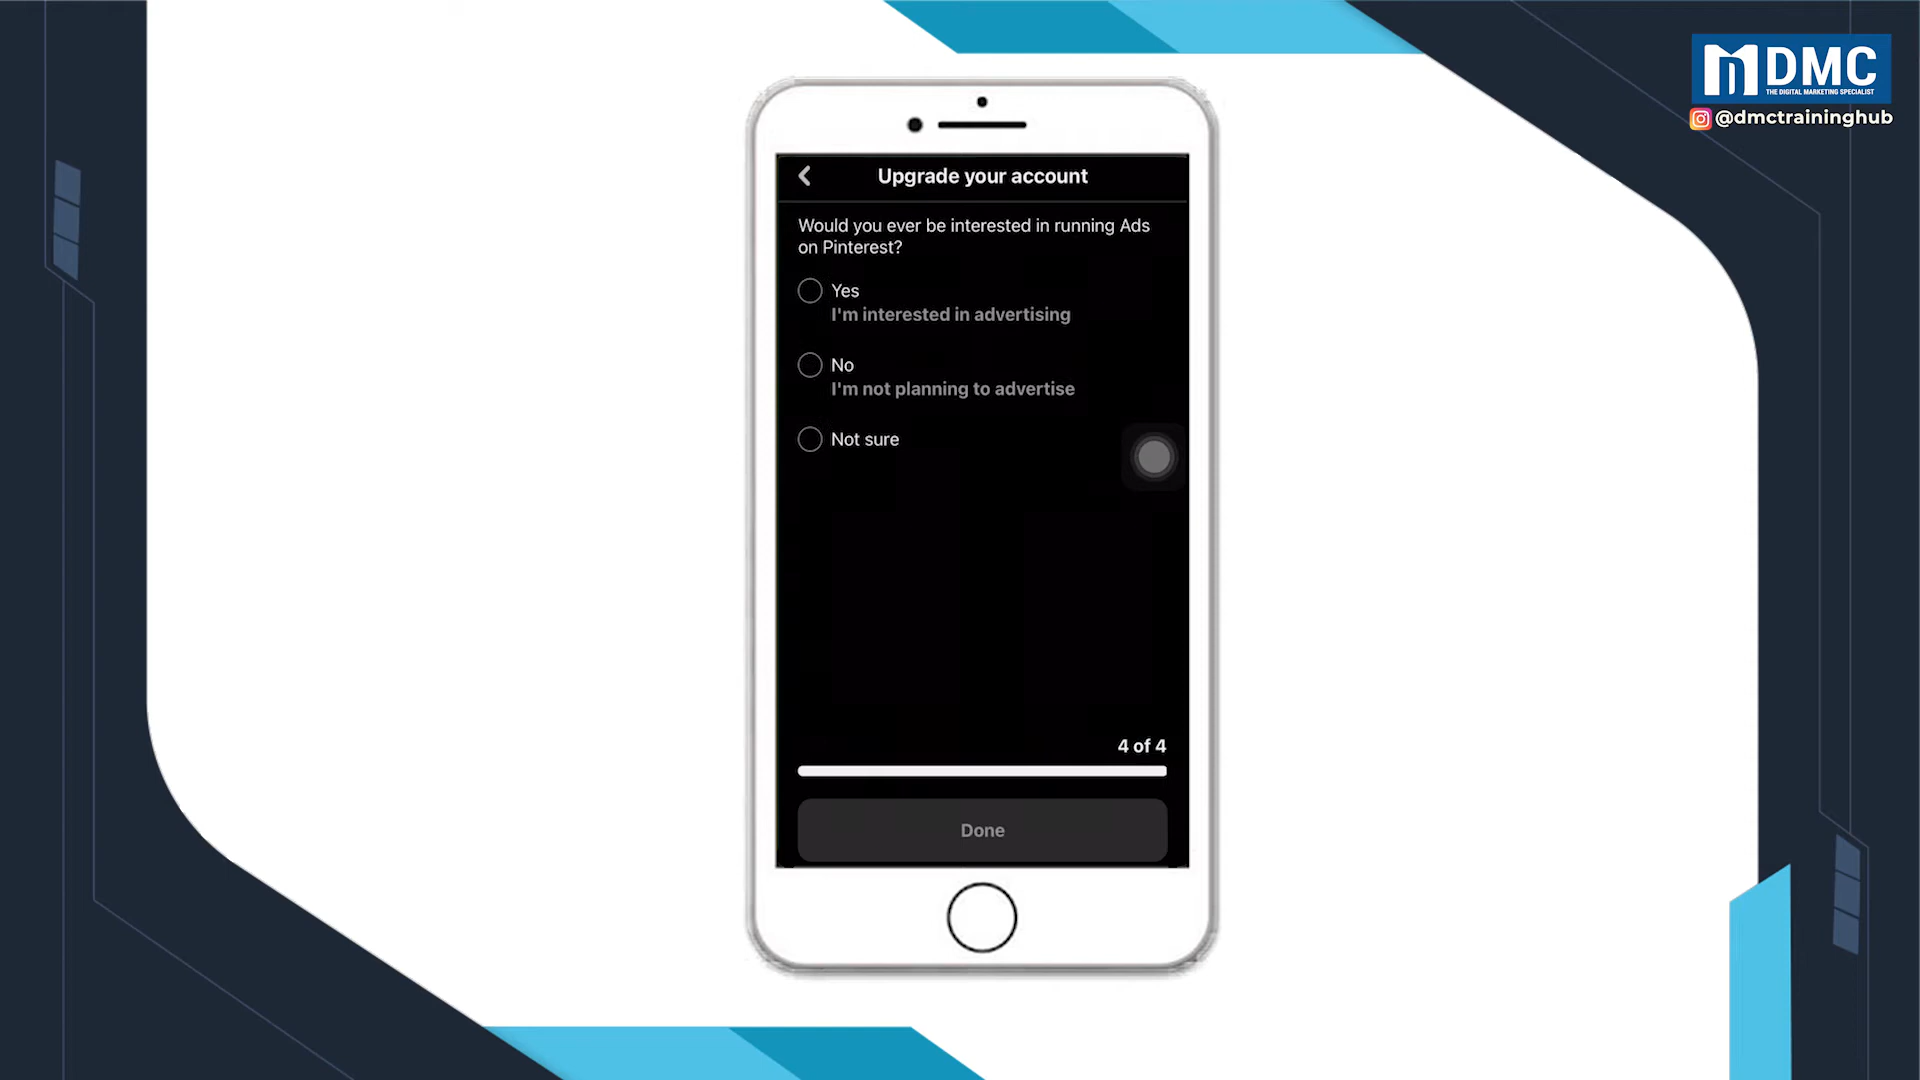 DMC
THE DIGITAL MARKETING SPECIALIST
@dmctraininghub
Upgrade your account
Would you ever be interested in running Ads
on Pinterest?
Yes
I'm interested in advertising
No
I'm not planning to advertise
Not sure
4 of 4
Done